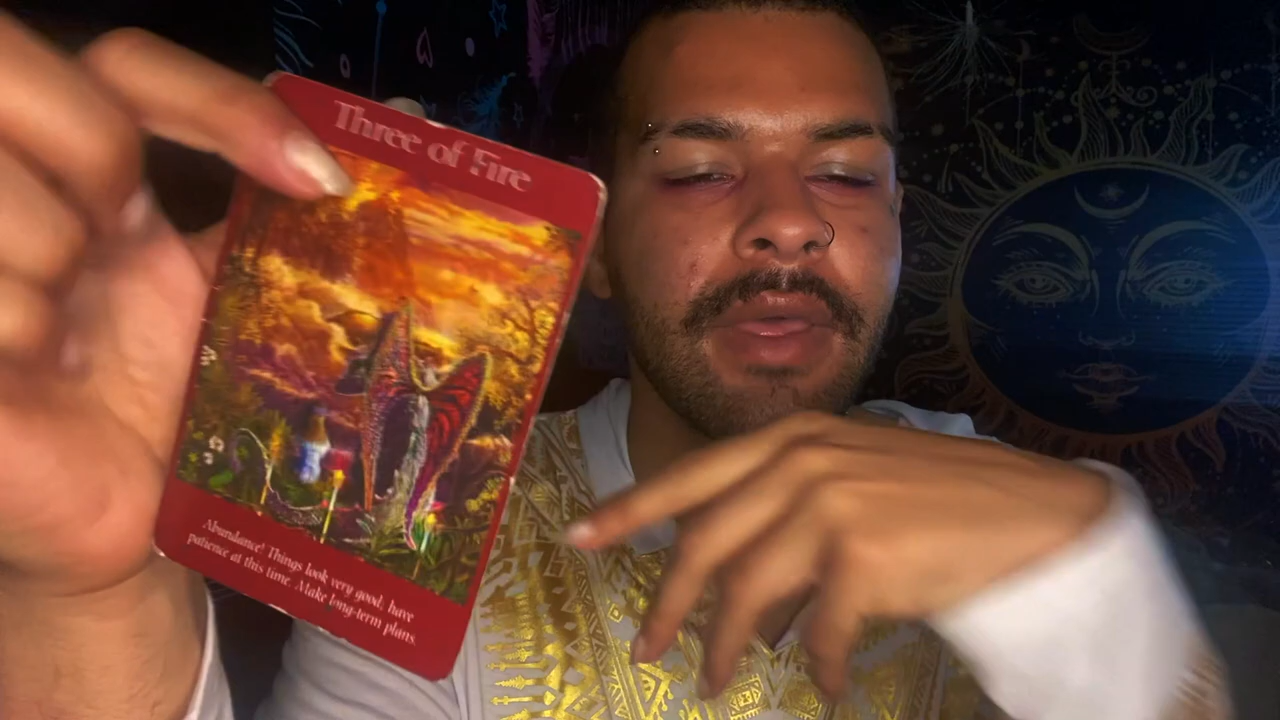 Three of Fire
Abundance! Things look very good, have
patience at this time. Make long-term plans.